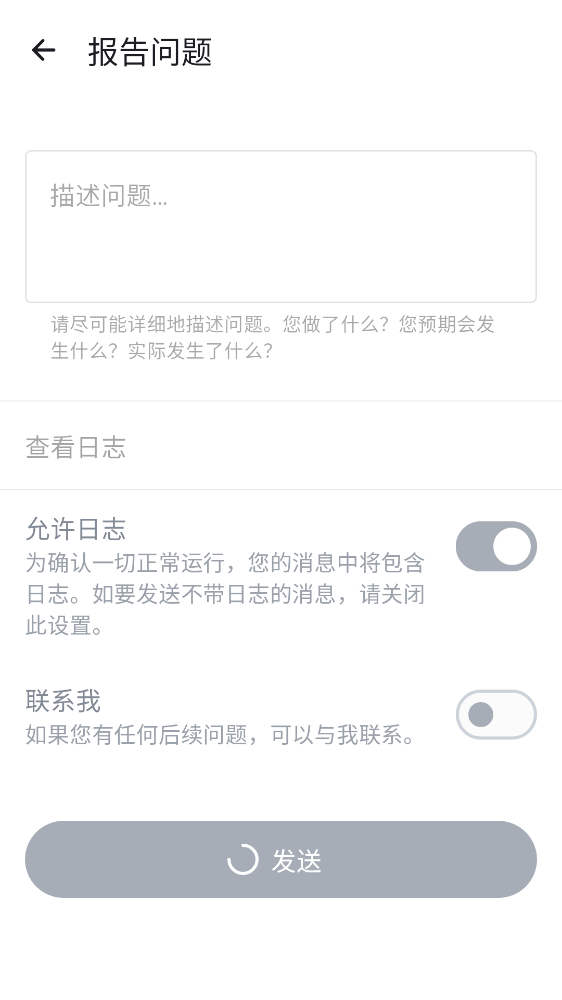 报告问题
描述问题...
请尽可能详细地描述问题。您做了什么？您预期会发
生什么？实际发生了什么？
查看日志
允许日志
为确认一切正常运行，您的消息中将包含
日志。如要发送不带日志的消息，请关闭
此设置。
联系我
如果您有任何后续问题，可以与我联系。
发送